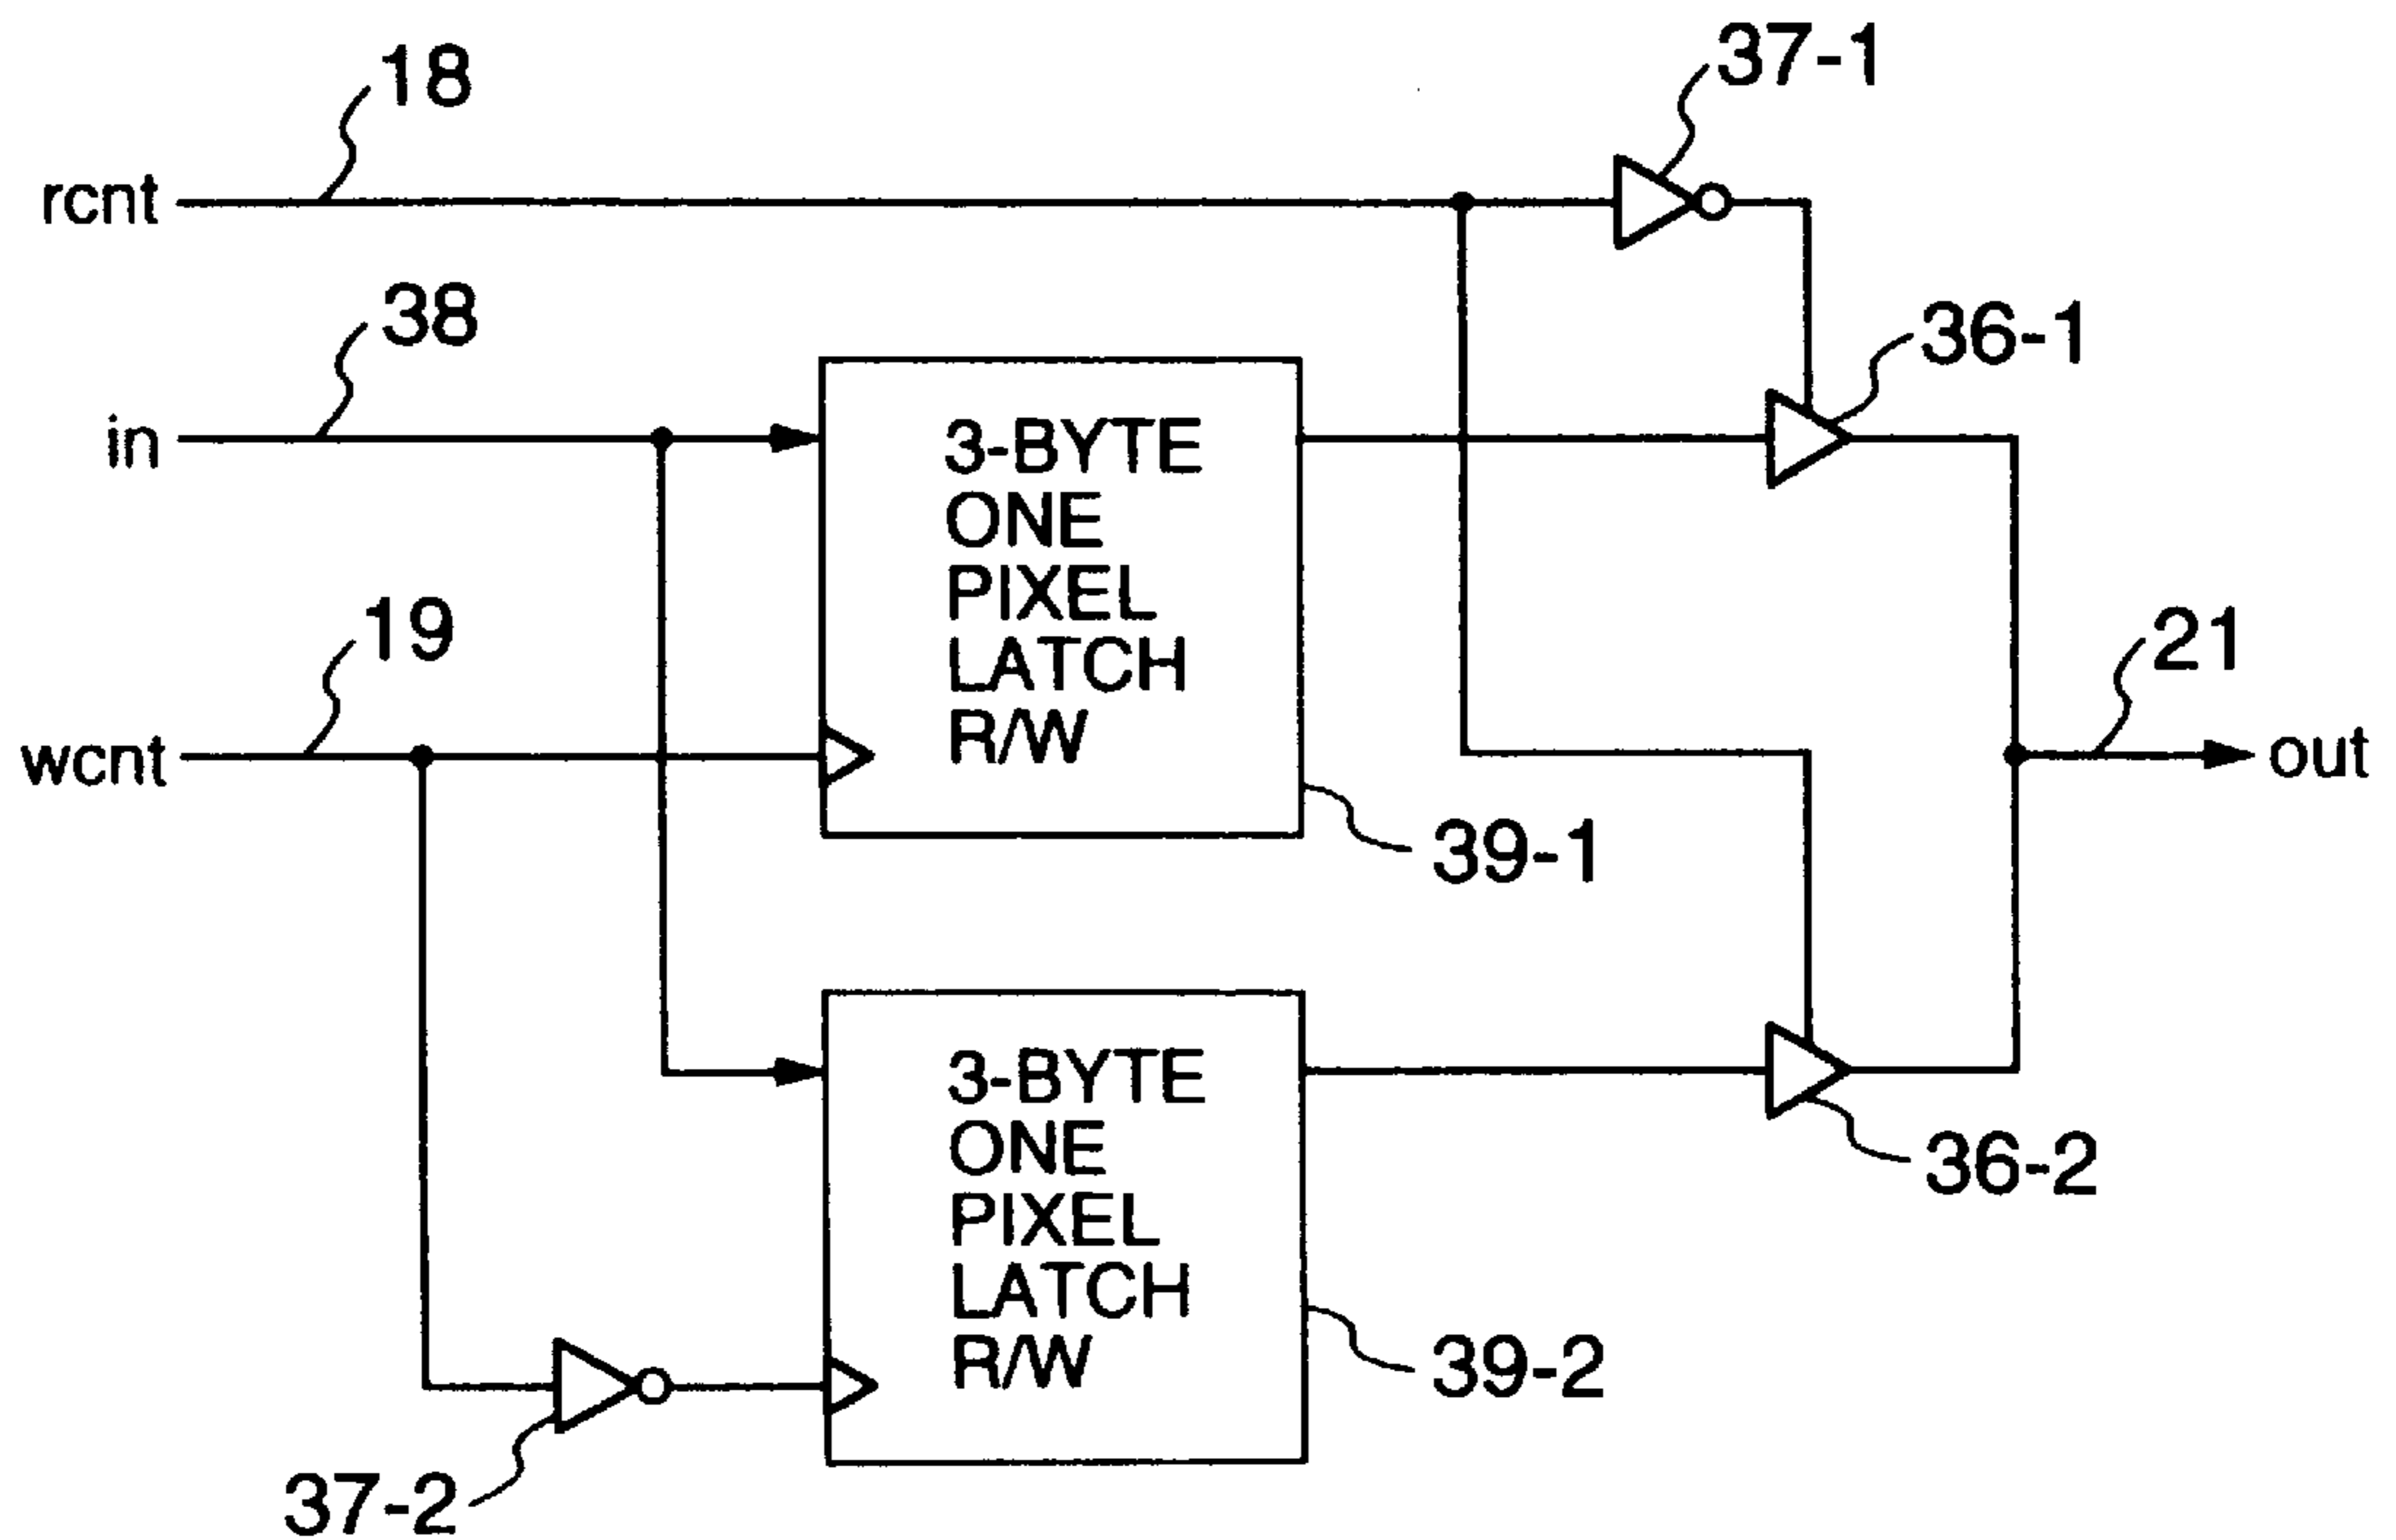 37-1
18
rcnt
38
36-1
in
3-BYTE
ONE
PIXEL
LATCH
R/W
19
21
wcnt
out
39-1
3-BYTE
ONE
PIXEL
LATCH
R/W
36-2
39-2
37-2